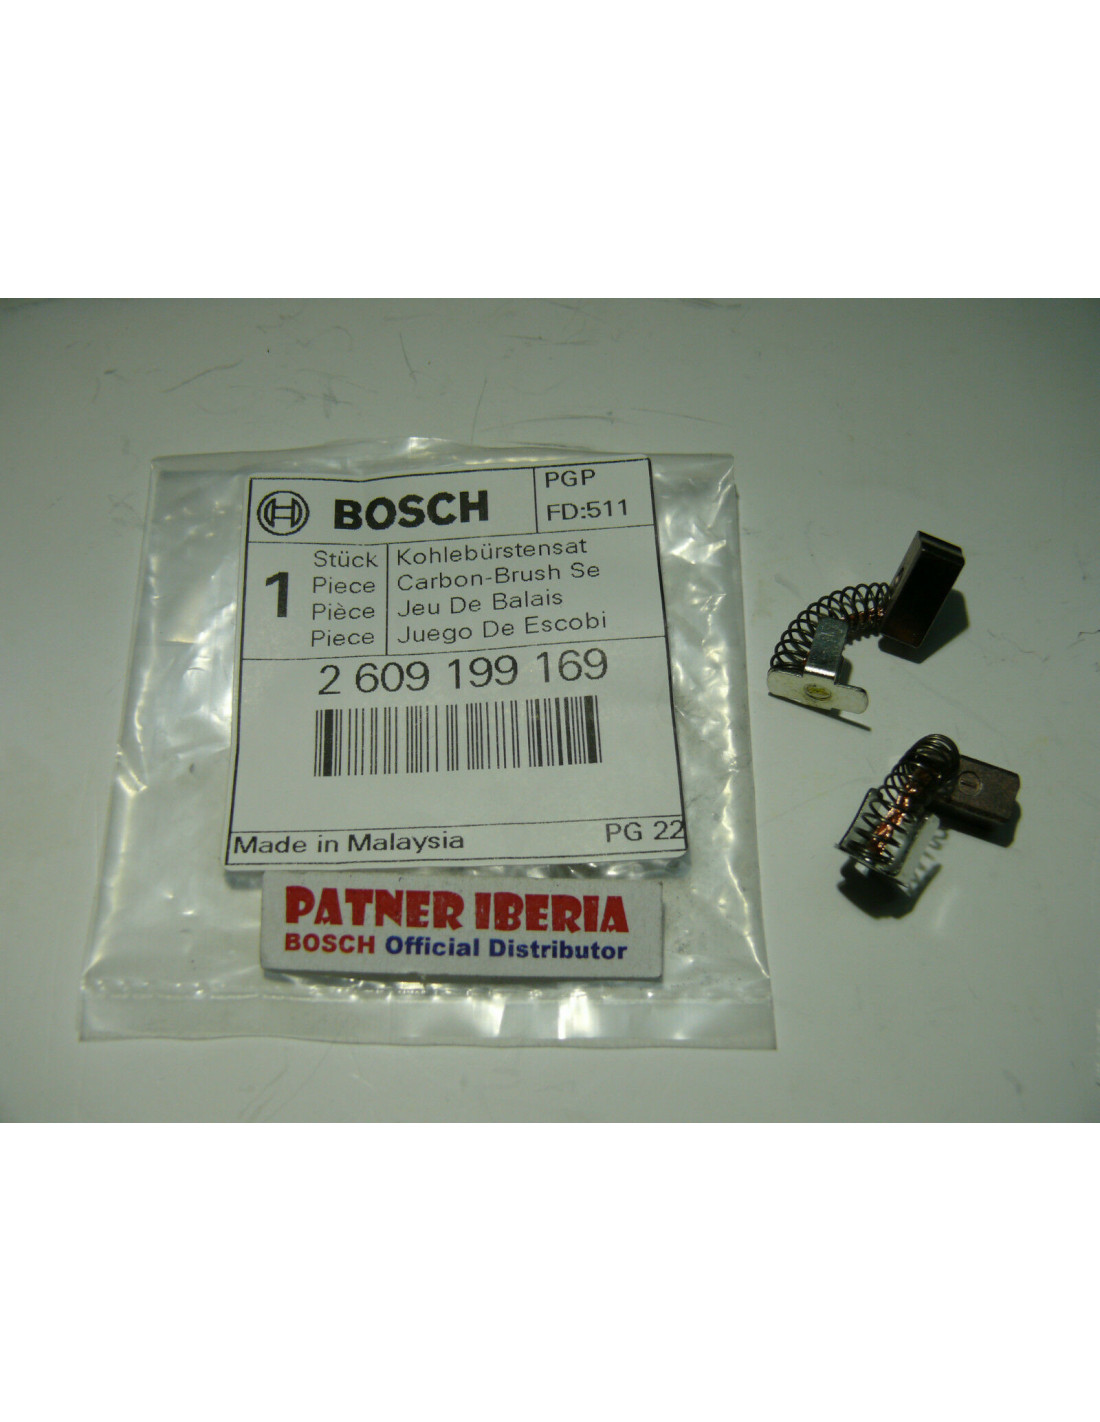 BOSCH
PGP
FD:511
1
Stück Kohlebürstensat
Piece Carbon-Brush Se
Pièce Jeu De Balais
Piece Juego De Escobi
2 609 199 169
Made in Malaysia PG 22
PATNER IBERIA
BOSCH Official Distributor